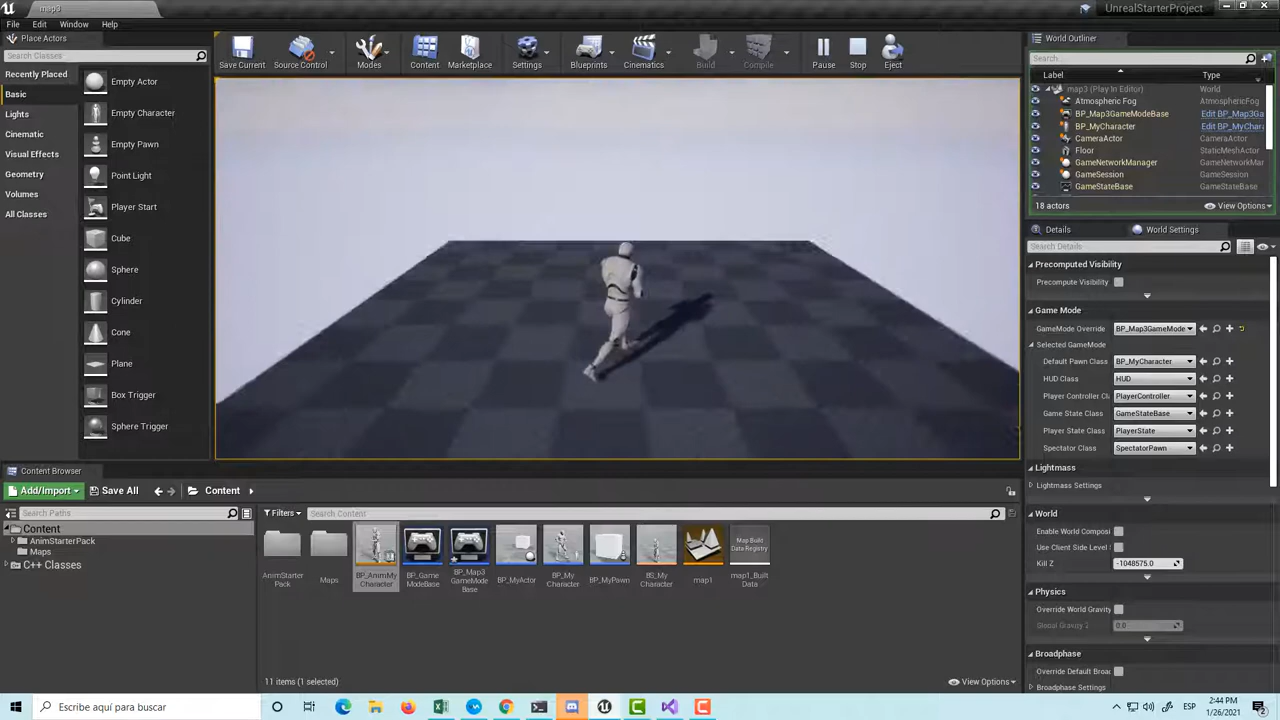 map3
UnrealStarterProject
File
Edit
Window
Help
Place Actors
Search Classes
Recently Placed
Basic
Lights
Cinematic
Visual Effects
Geometry
Volumes
All Classes
Empty Actor
Empty Character
Empty Pawn
Point Light
Player Start
Cube
Sphere
Cylinder
Cone
Plane
Box Trigger
Sphere Trigger
Save Current
Source Control
Modes
Content
Marketplace
Settings
Blueprints
Cinematics
Build
Compile
Pause
Stop
Eject
World Outliner
Search...
Label
Type
map3 (Play In Editor)
World
Atmospheric Fog
AtmosphericFog
BP_Map3GameModeBase
Edit BP_Map3Ga
BP_MyCharacter
Edit BP_MyChara
CameraActor
CameraActor
Floor
StaticMeshActor
GameNetworkManager
GameNetworkMar
GameSession
GameSession
GameStateBase
GameStateBase
18 actors
View Options
Details
World Settings
Search Details
Precomputed Visibility
Precompute Visibility
Game Mode
GameMode Override
BP_Map3GameMode
Selected GameMode
Default Pawn Class
BP_MyCharacter
HUD Class
HUD
Player Controller Cl
PlayerController
Game State Class
GameStateBase
Player State Class
PlayerState
Spectator Class
SpectatorPawn
Lightmass
Lightmass Settings
World
Enable World Composi
Use Client Side Level
Kill Z
-1048575.0
Physics
Override World Gravity
Global Gravity Z
0.0
Broadphase
Override Default Broa
Broadphase Settings
Content Browser
Add/Import
Save All
Content
Search Paths
Content
AnimStarterPack
Maps
C++ Classes
Filters
Search Content
AnimStarter
Pack
Maps
BP_AnimMy
Character
BP_Game
ModeBase
BP_Map3
GameMode
Base
BP_MyActor
BP_My
Character
BP_MyPawn
BS_My
Character
map1
Map Build
Data Registry
map1_Built
Data
11 items (1 selected)
View Options
Escribe aquí para buscar
ESP
2:44 PM
1/26/2021
2